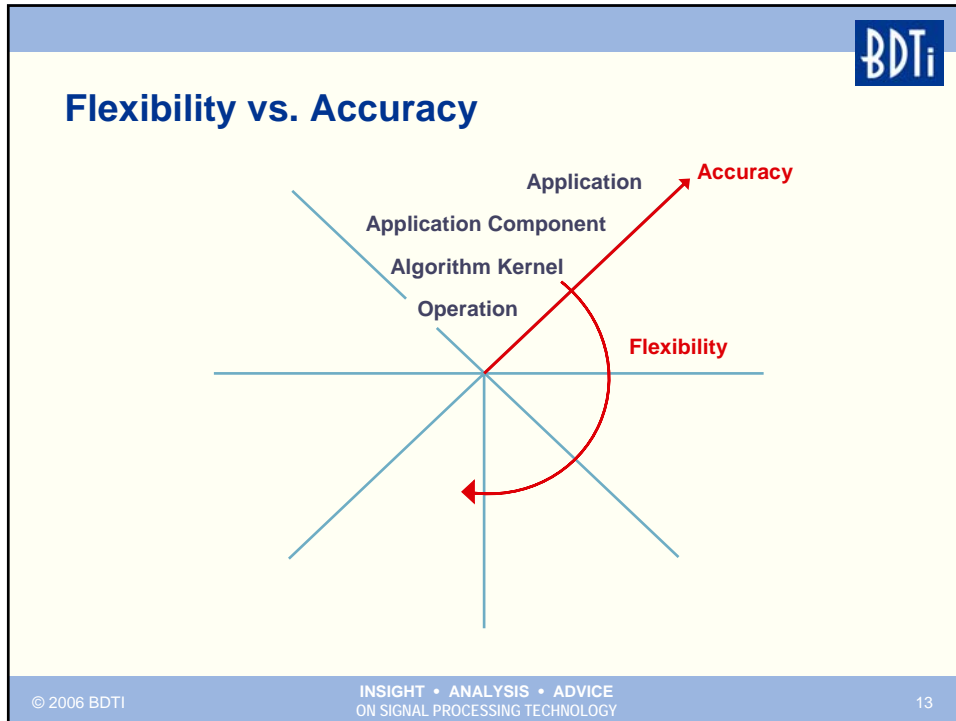 BDTi
Flexibility vs. Accuracy
Application
Accuracy
Application Component
Algorithm Kernel
Operation
Flexibility
© 2006 BDTI
INSIGHT • ANALYSIS • ADVICE
ON SIGNAL PROCESSING TECHNOLOGY
13